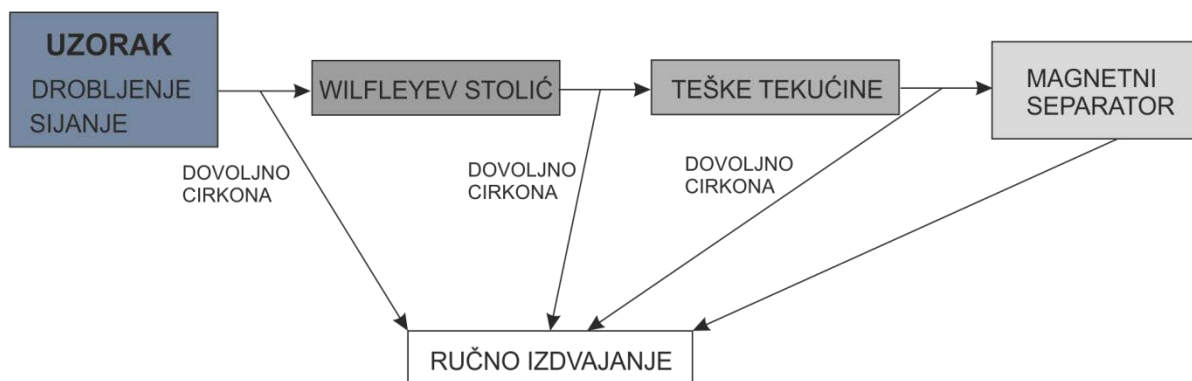 UZORAK
DROBLJENJE
SIJANJE
WILFLEYEV STOLIĆ
TEŠKE TEKUĆINE
MAGNETNI
SEPARATOR
DOVOLJNO
CIRKONA
DOVOLJNO
CIRKONA
DOVOLJNO
CIRKONA
RUČNO IZDVAJANJE